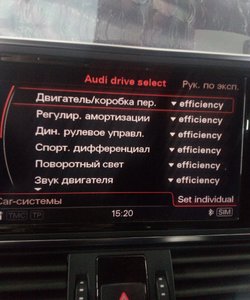 Audi drive select
Рук. по эксп.
Двигатель/коробка пер. efficiency
Регулир. амортизации efficiency
Дин. рулевое управл. efficiency
Спорт. дифференциал efficiency
Поворотный свет efficiency
Звук двигателя efficiency
Car-системы
Set individual
TMC TP 15:20 SIM